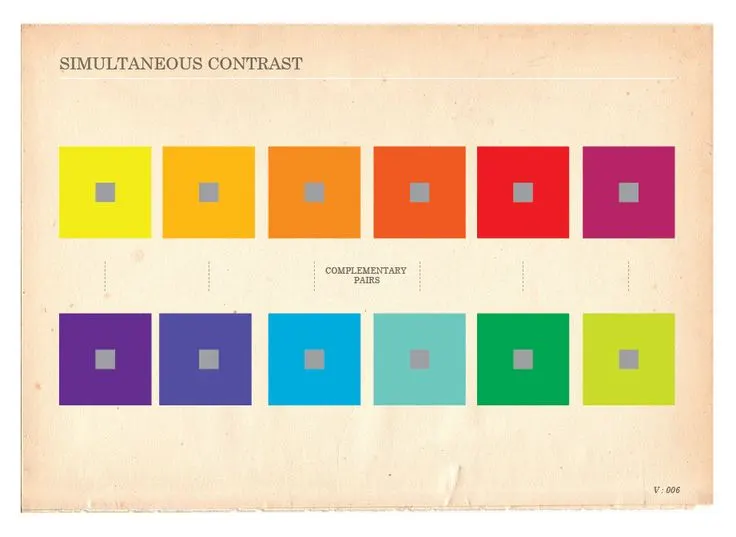 SIMULTANEOUS CONTRAST
COMPLEMENTARY
PAIRS
V : 006